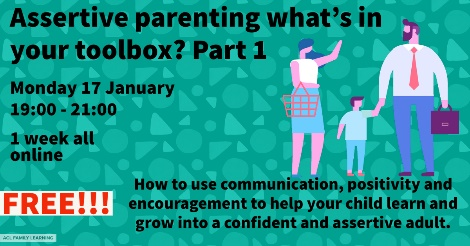 Assertive parenting what's in
your toolbox? Part 1
Monday 17 January
19:00 - 21:00
1 week all
online
FREE!!!
How to use communication, positivity and
encouragement to help your child learn and
grow into a confident and assertive adult.
ACL FAMILY LEARNING